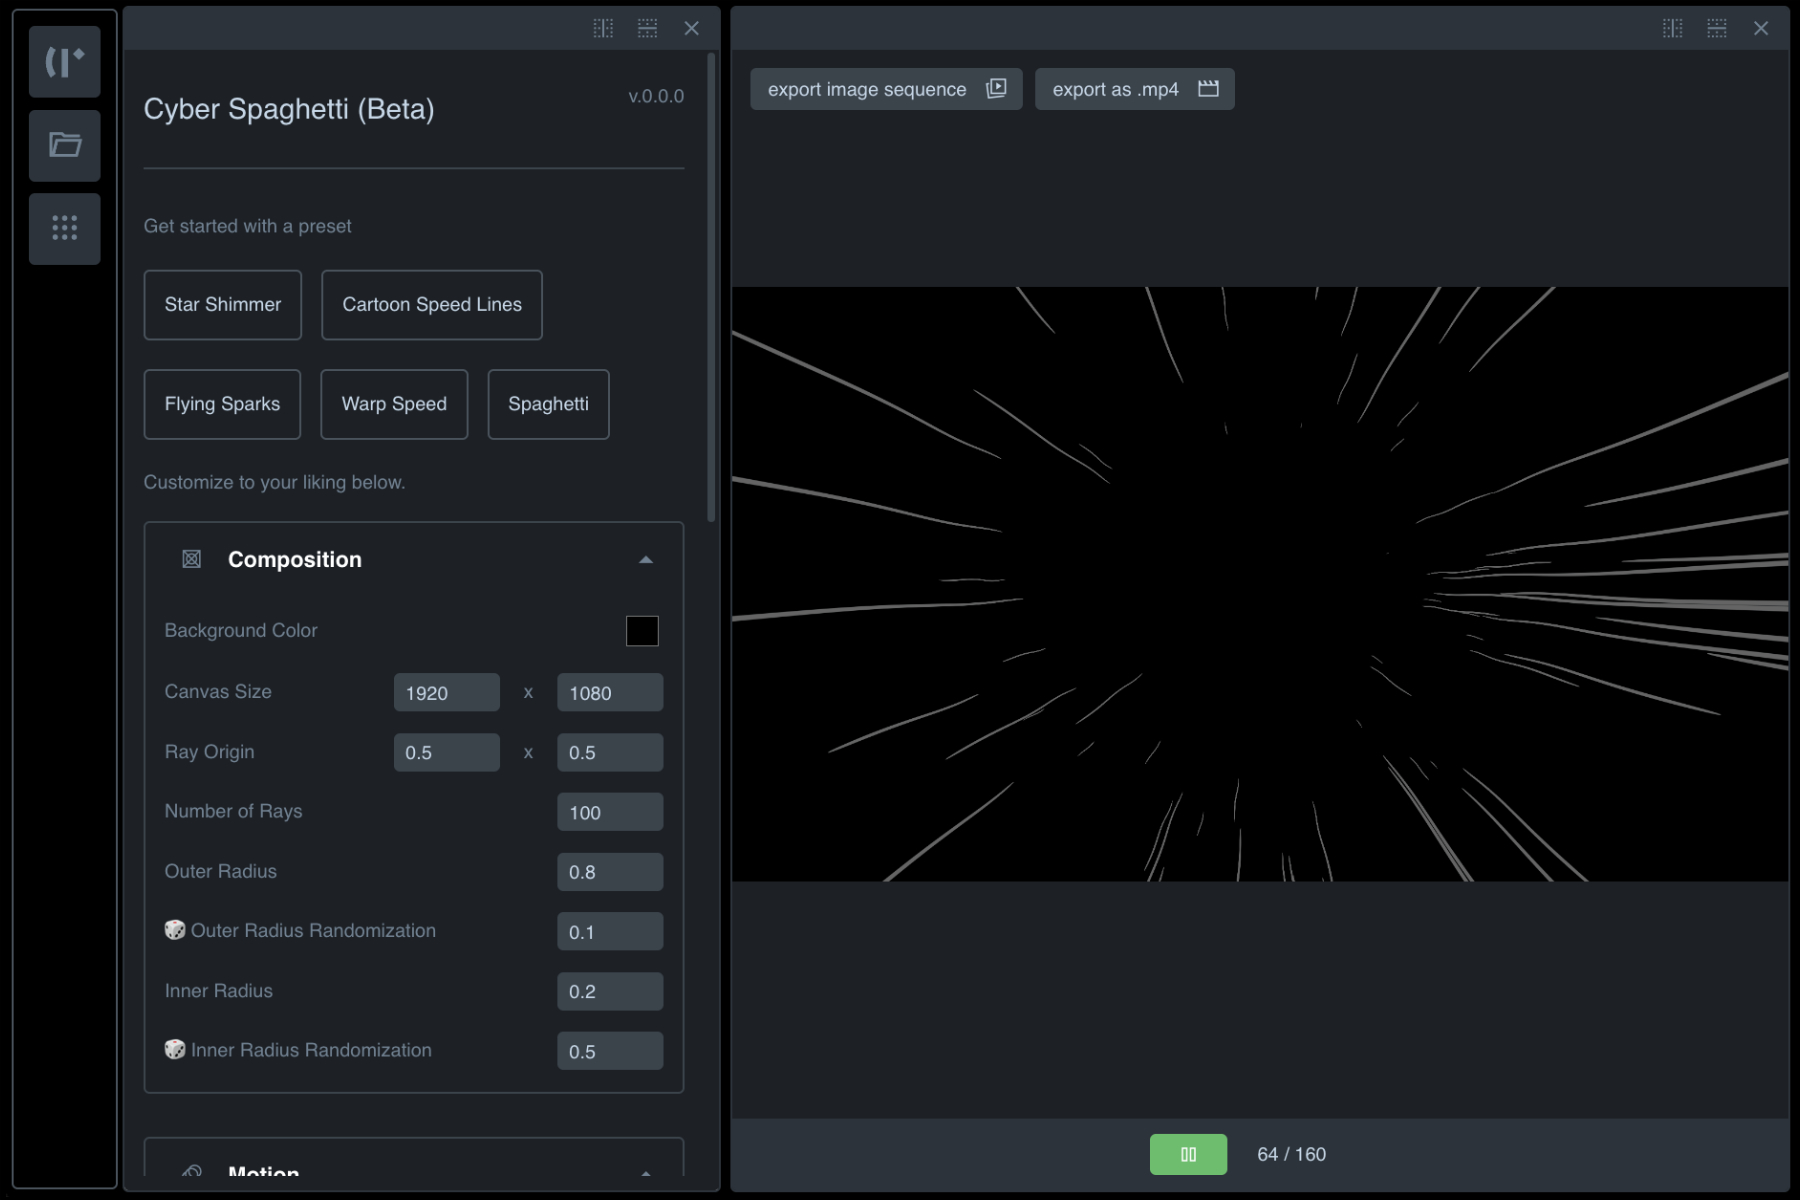 Cyber Spaghetti (Beta)
v.0.0.0
Get started with a preset
Star Shimmer
Cartoon Speed Lines
Flying Sparks
Warp Speed
Spaghetti
Customize to your liking below.
Composition
Background Color
Canvas Size 1920 x 1080
Ray Origin 0.5 x 0.5
Number of Rays 100
Outer Radius 0.8
Outer Radius Randomization 0.1
Inner Radius 0.2
Inner Radius Randomization 0.5
Motion
export image sequence
export as .mp4
64 / 160